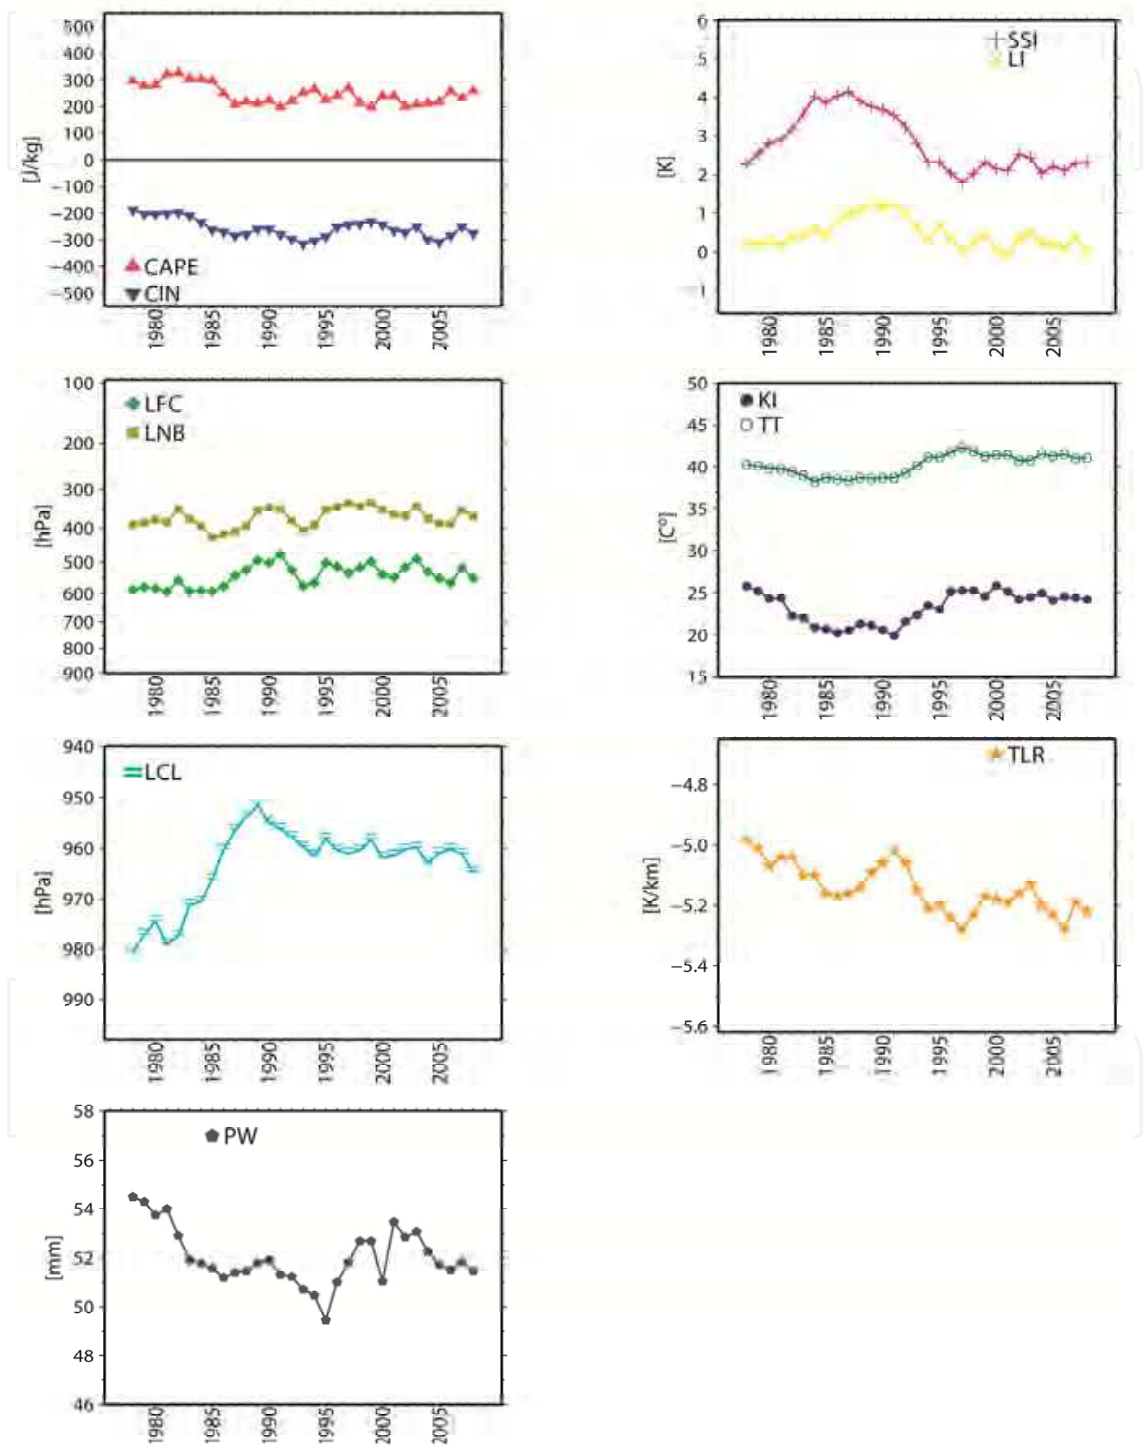 500
400
300
200
100
0
−100
−200
−300
−400
−500
[J/kg]
CAPE
CIN
1980 1985 1990 1995 2000 2005
6
5
4
3
2
1
0
1
[K]
SSI
LI
1980 1985 1990 1995 2000 2005
100
200
300
400
500
600
700
800
900
[hPa]
LFC
LNB
1980 1985 1990 1995 2000 2005
50
45
40
35
30
25
20
15
[C°]
KI
TT
1980 1985 1990 1995 2000 2005
940
950
960
970
980
990
[hPa]
LCL
1980 1985 1990 1995 2000 2005
−4.8
−5.0
−5.2
−5.4
−5.6
[K/km]
TLR
1980 1985 1990 1995 2000 2005
58
56
54
52
50
48
46
[mm]
PW
1980 1985 1990 1995 2000 2005